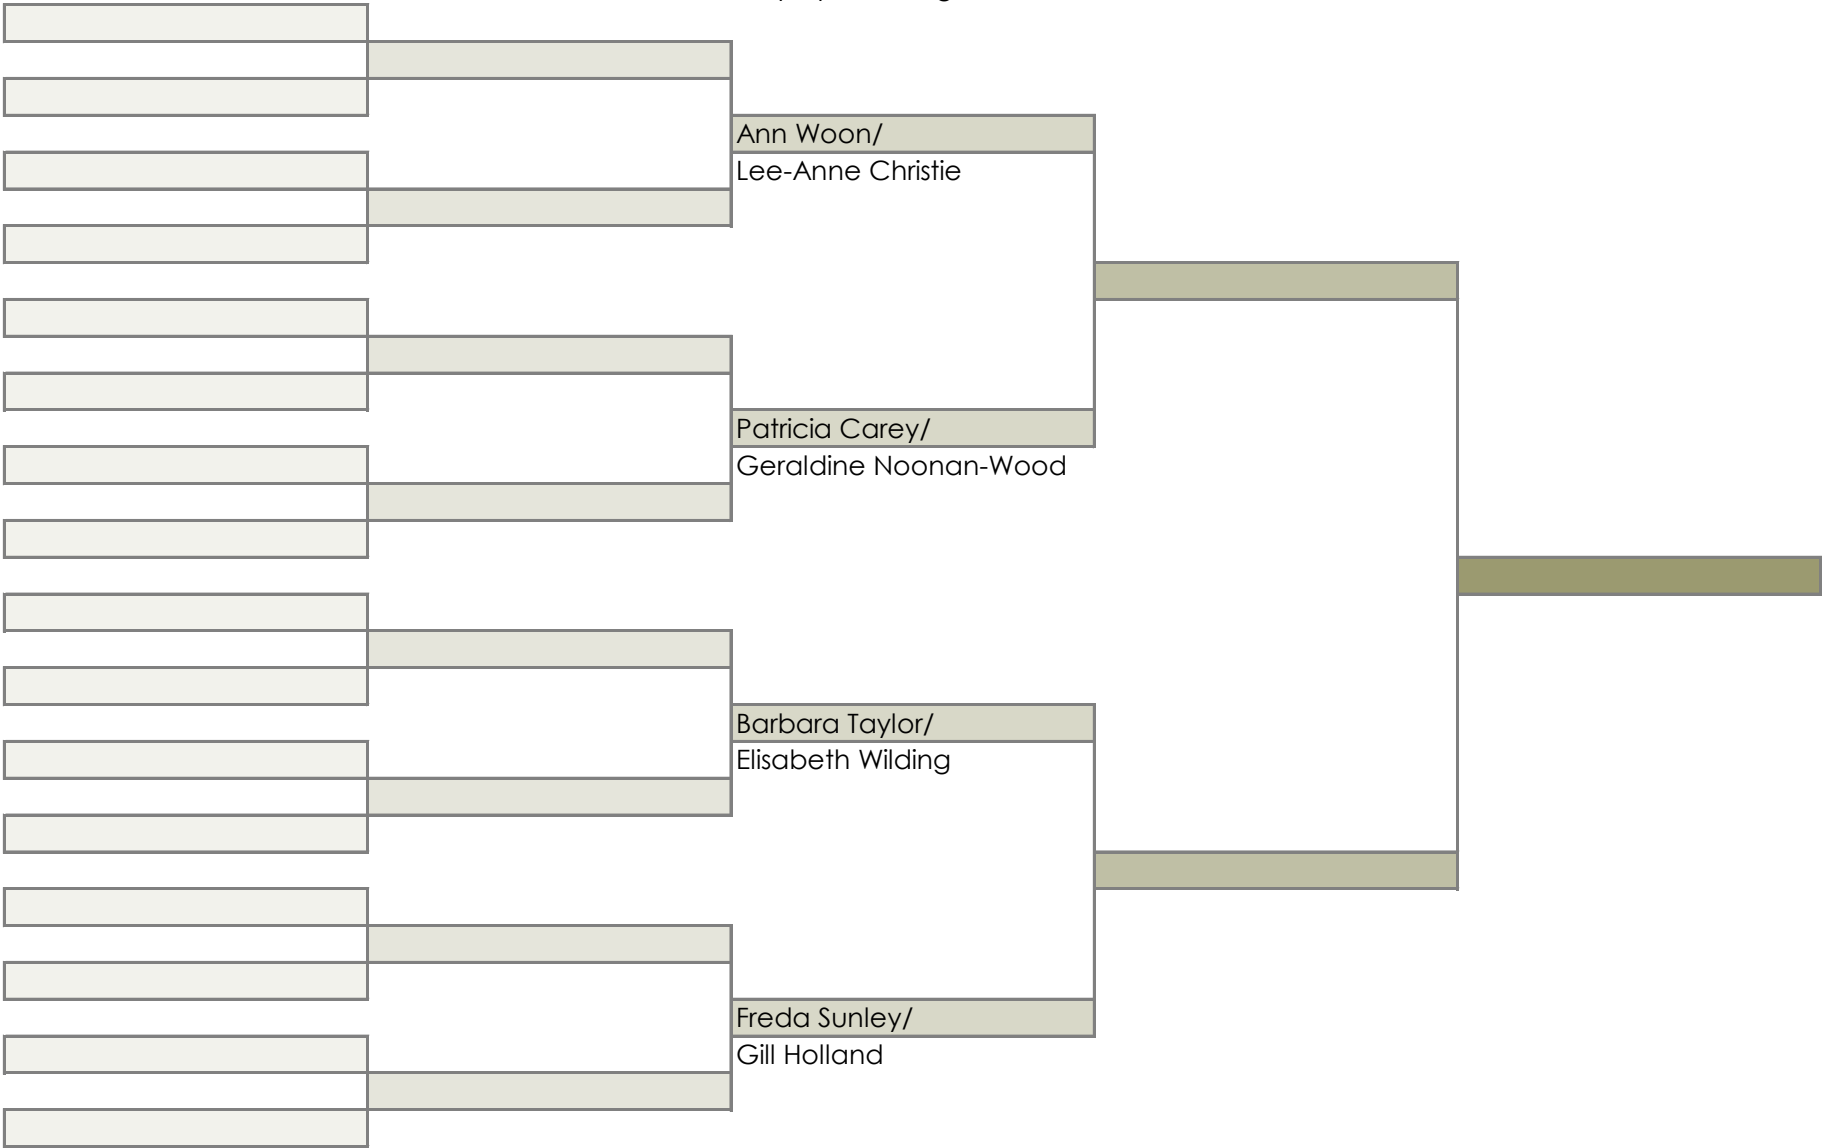 Ann Woon/
Lee-Anne Christie
Patricia Carey/
Geraldine Noonan-Wood
Barbara Taylor/
Elisabeth Wilding
Freda Sunley/
Gill Holland